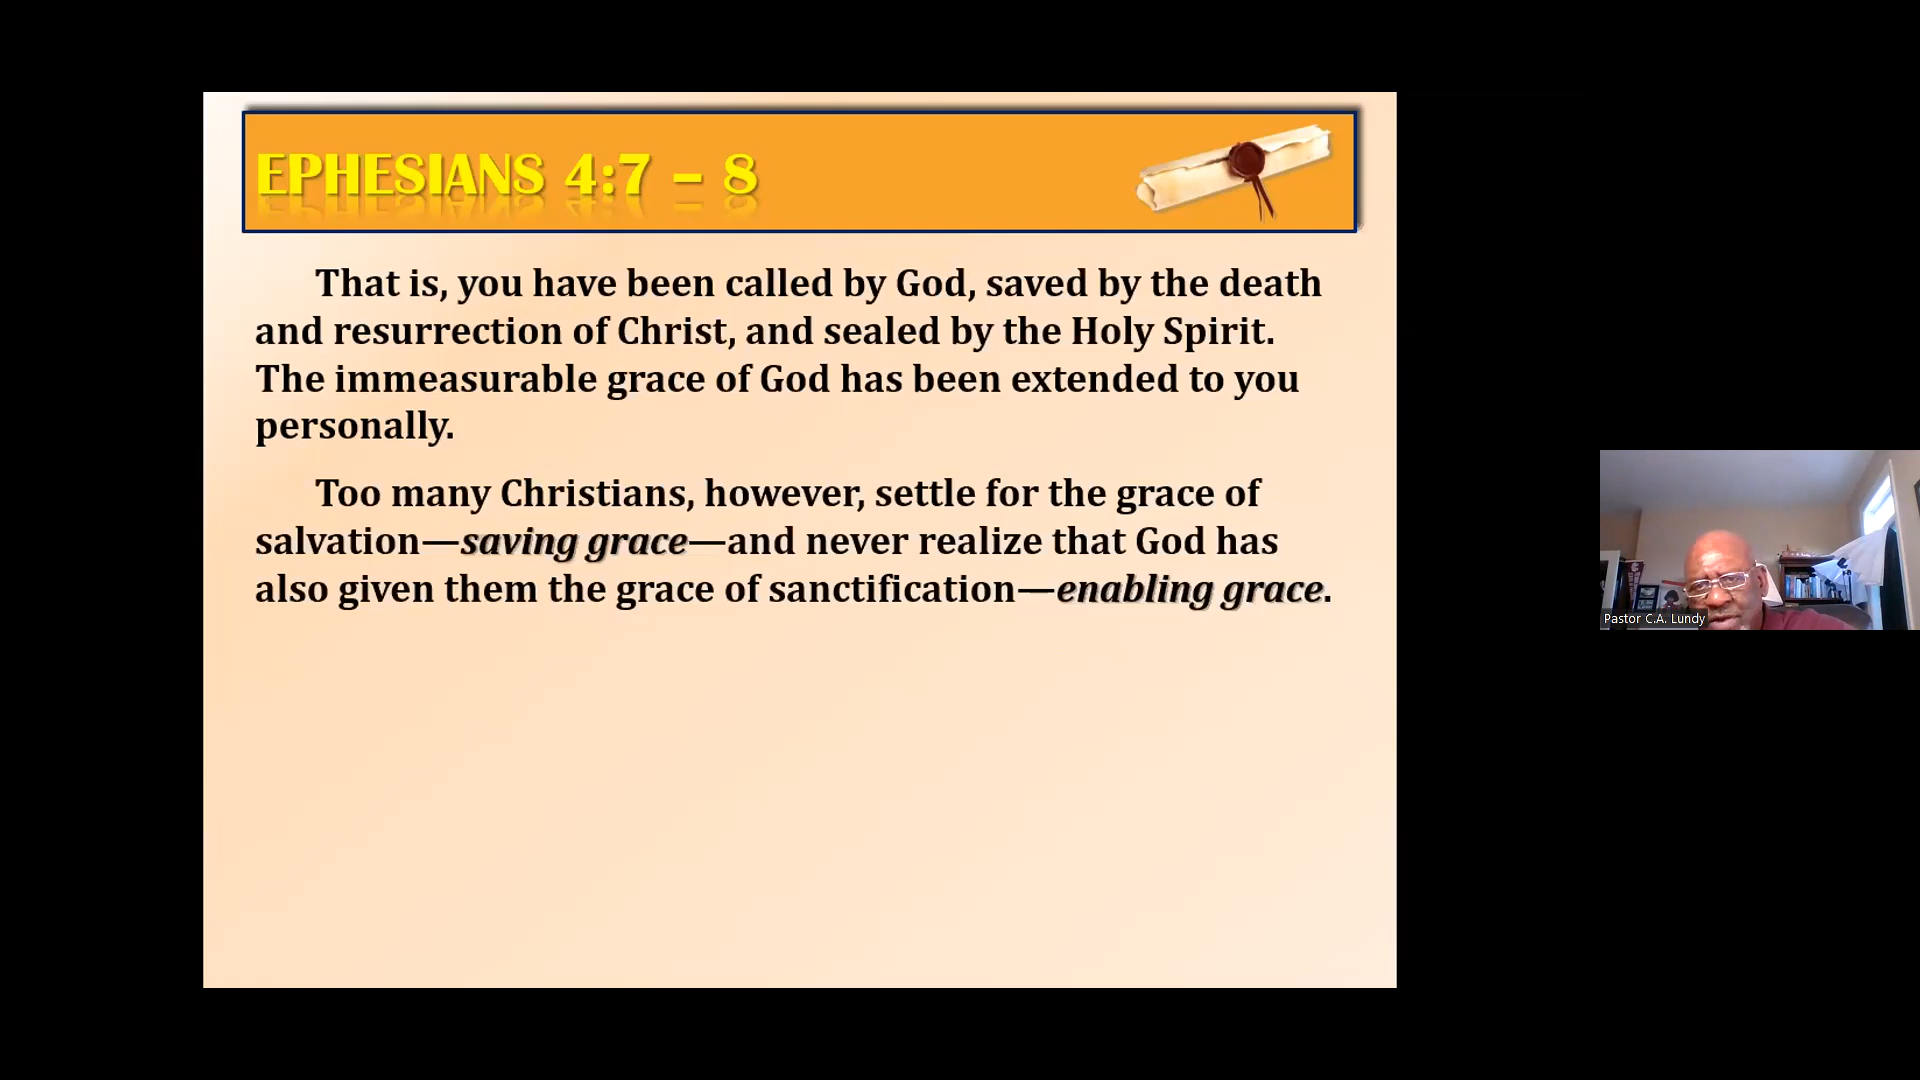 EPHESIANS 4:7 – 8
That is, you have been called by God, saved by the death
and resurrection of Christ, and sealed by the Holy Spirit.
The immeasurable grace of God has been extended to you
personally.
Too many Christians, however, settle for the grace of
salvation—saving grace—and never realize that God has
also given them the grace of sanctification—enabling grace.
Pastor C.A. Lundy